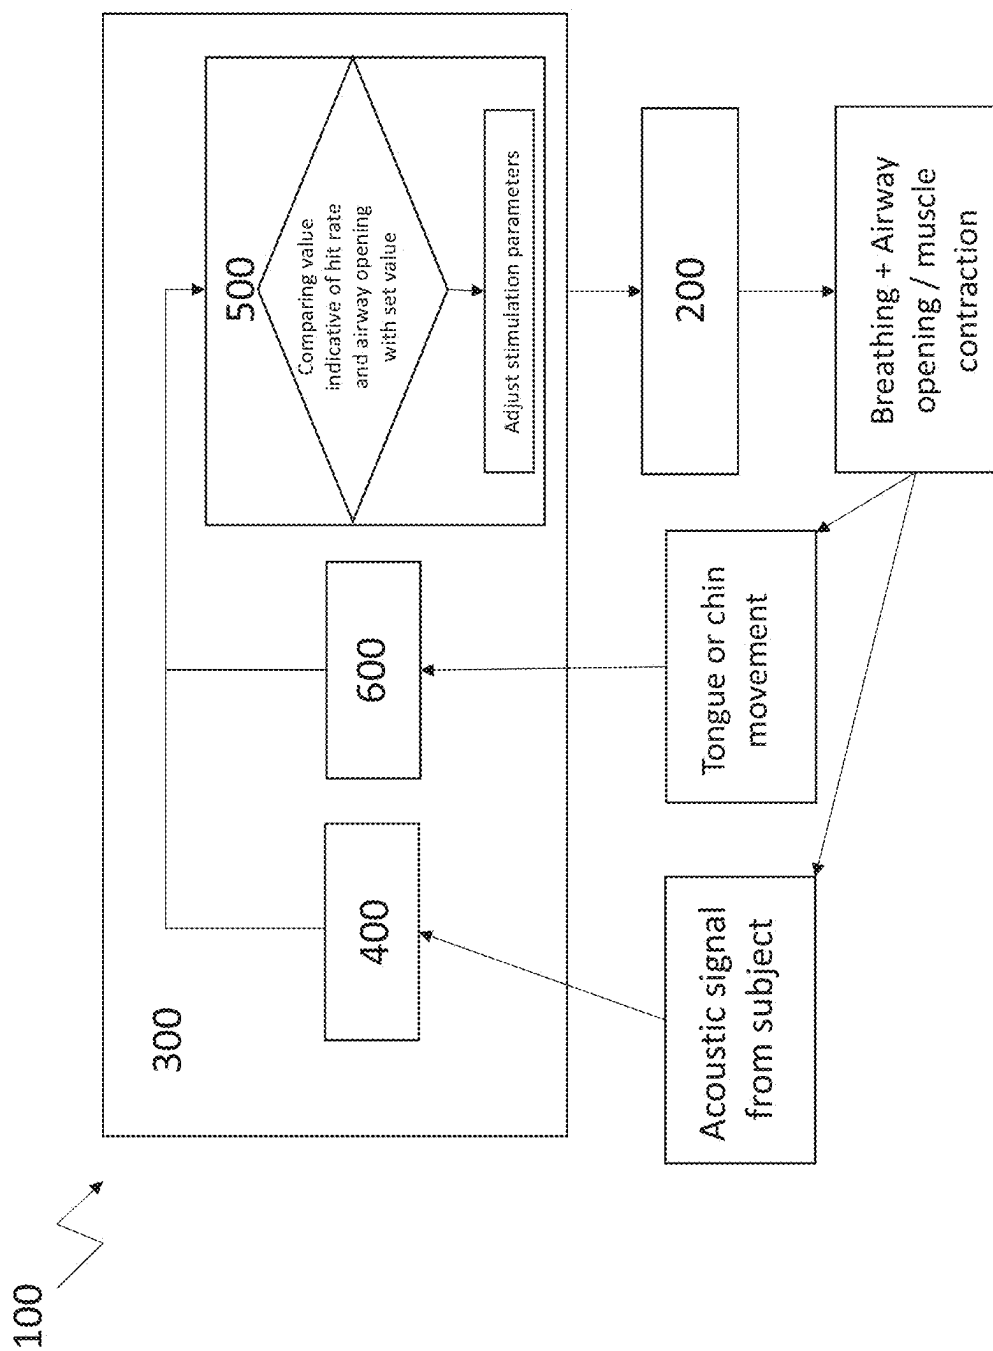 100
300
400
600
500
Comparing value
indicative of hit rate
and airway opening
with set value
Adjust stimulation parameters
200
Acoustic signal
from subject
Tongue or chin
movement
Breathing + Airway
opening / muscle
contraction